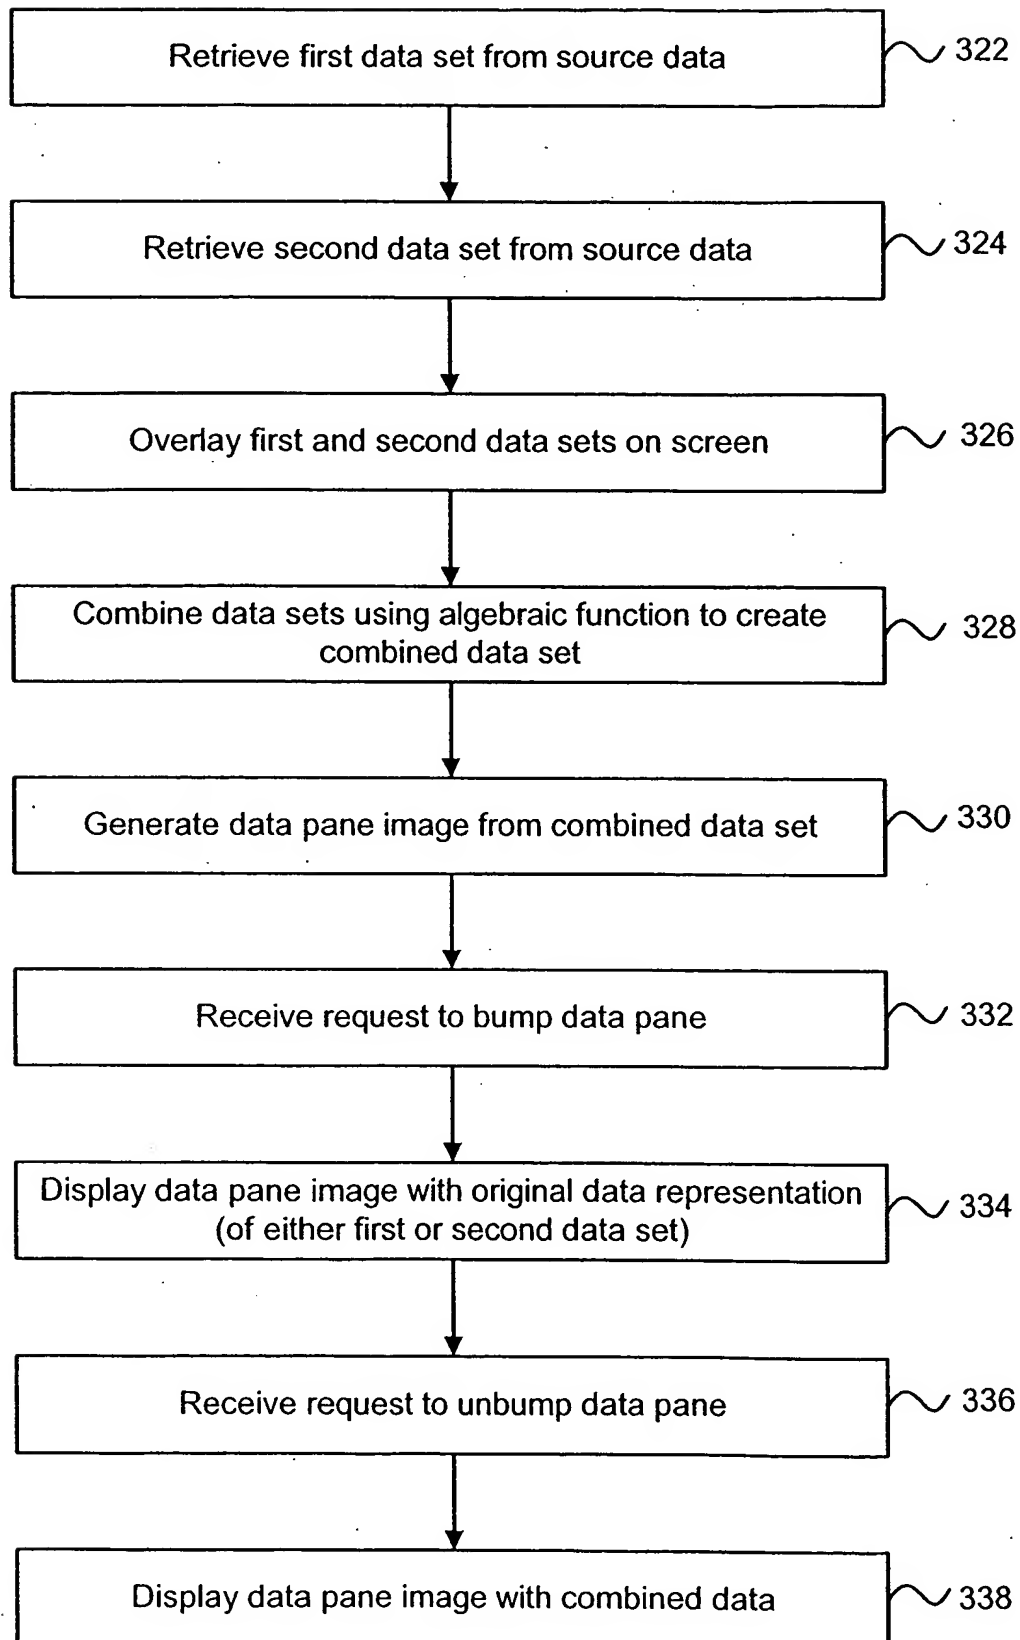 Retrieve first data set from source data
322
Retrieve second data set from source data
324
Overlay first and second data sets on screen
326
Combine data sets using algebraic function to create
combined data set
328
Generate data pane image from combined data set
330
Receive request to bump data pane
332
Display data pane image with original data representation
(of either first or second data set)
334
Receive request to unbump data pane
336
Display data pane image with combined data
338